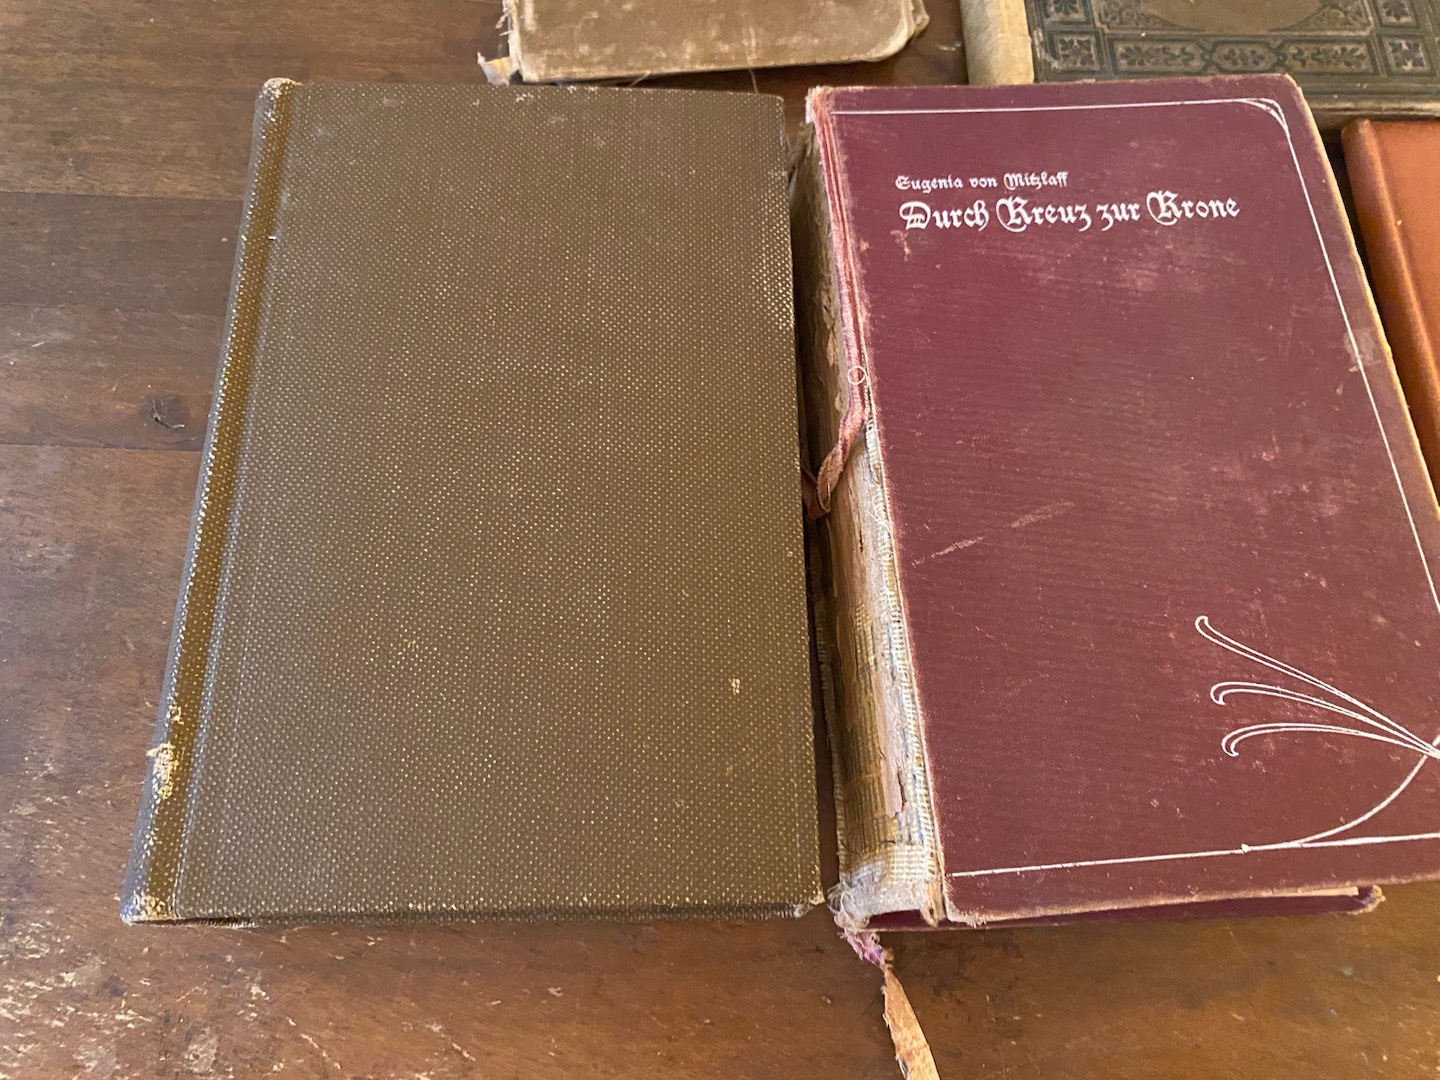 Eugenia von Mitzlaff
Durch Kreuz zur Krone